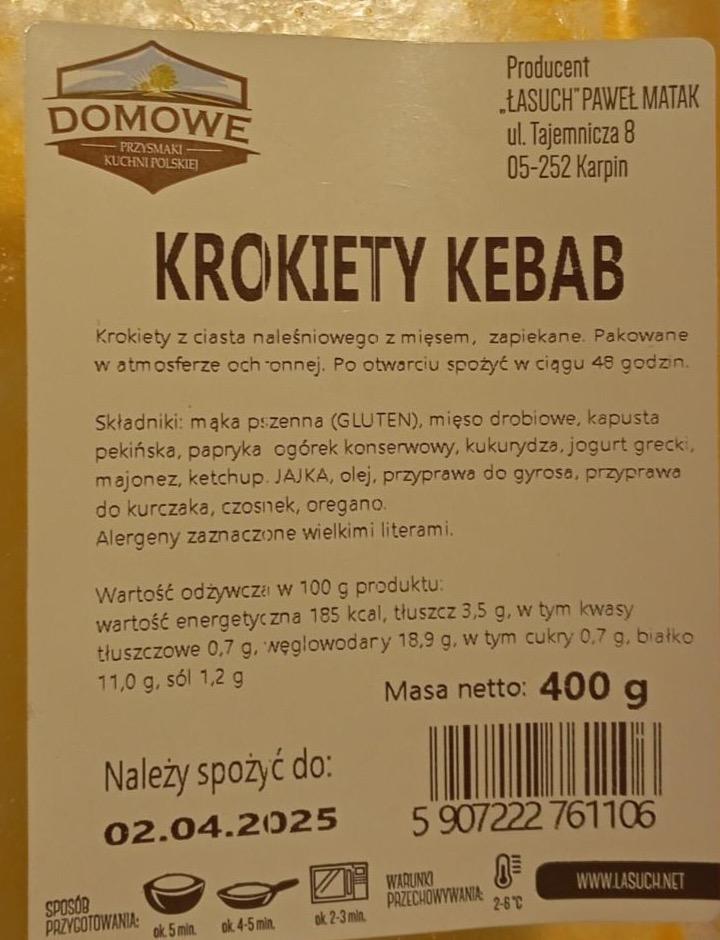 DOMOWE
PRZYSMAKI
KUCHNI POLSKIEJ
Producent
„ŁASUCH" PAWEŁ MATAK
ul. Tajemnicza 8
05-252 Karpin
KROKIETY KEBAB
Krokiety z ciasta naleśniowego z mięsem, zapiekane. Pakowane
w atmosferze ochronnej. Po otwarciu spożyć w ciągu 48 godzin.
Składniki: mąka pszenna (GLUTEN), mięso drobiowe, kapusta
pekińska, papryka ogórek konserwowy, kukurydza, jogurt grecki,
majonez, ketchup. JAJKA, olej, przyprawa do gyrosa, przyprawa
do kurczaka, czosnek, oregano.
Alergeny zaznaczone wielkimi literami.
Wartość odżywcza w 100 g produktu:
wartość energetyczna 185 kcal, tłuszcz 3,5 g, w tym kwasy
tłuszczowe 0,7 g, węglowodary 18,9 g, w tym cukry 0,7 g, białko
11,0 g, sól 1,2 g
Masa netto: 400 g
Należy spożyć do:
02.04.2025
5 907222 761106
SPOSÓB
PRZYGOTOWANIA:
ok. 5 min.
ok. 4-5 min.
ok. 2-3 min.
WARUNKI
PRZECHOWYWANIA:
2-6°C
WWW.LASUCH.NET